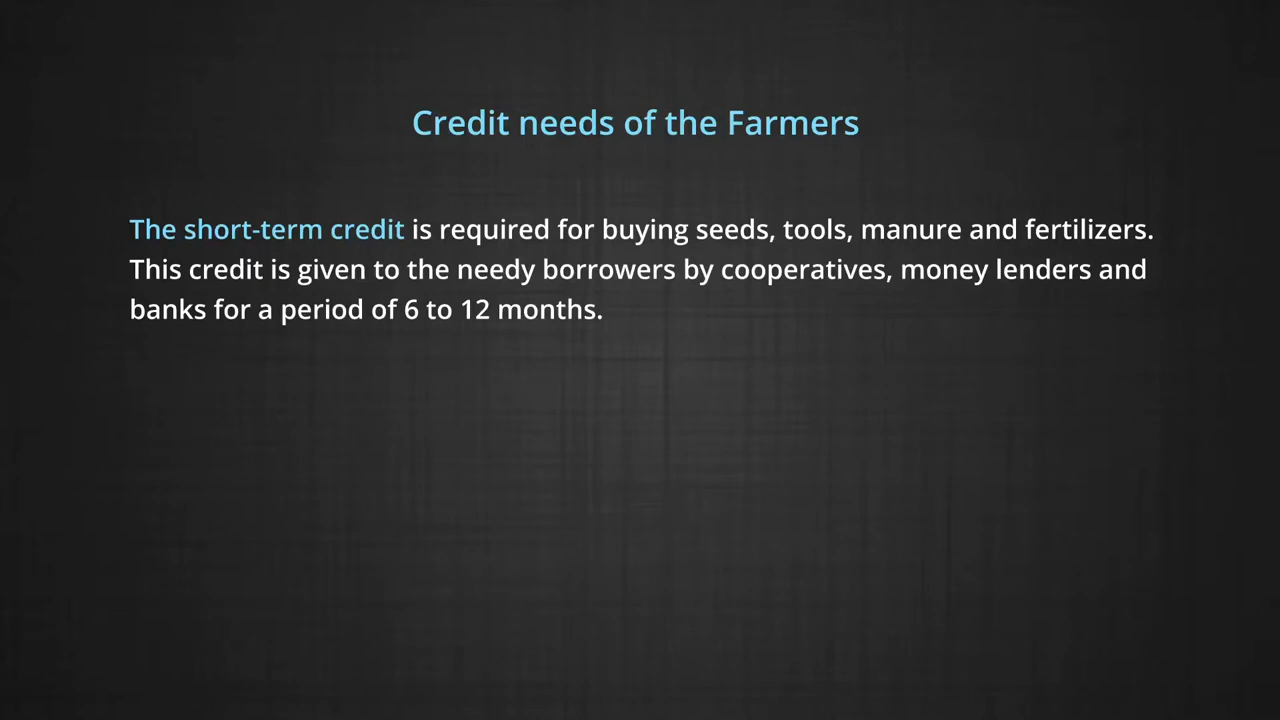 Credit needs of the Farmers
The short-term credit is required for buying seeds, tools, manure and fertilizers.
This credit is given to the needy borrowers by cooperatives, money lenders and
banks for a period of 6 to 12 months.